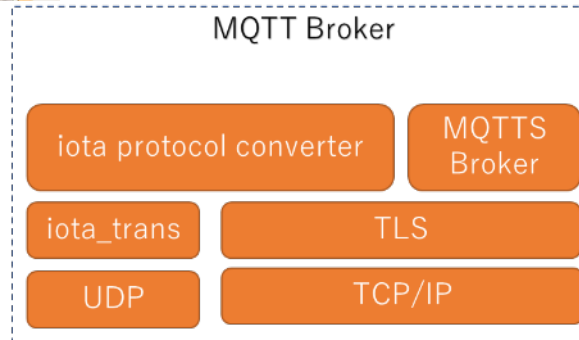 MQTT Broker
iota protocol converter
MQTTS
Broker
iota_trans
TLS
UDP
TCP/IP